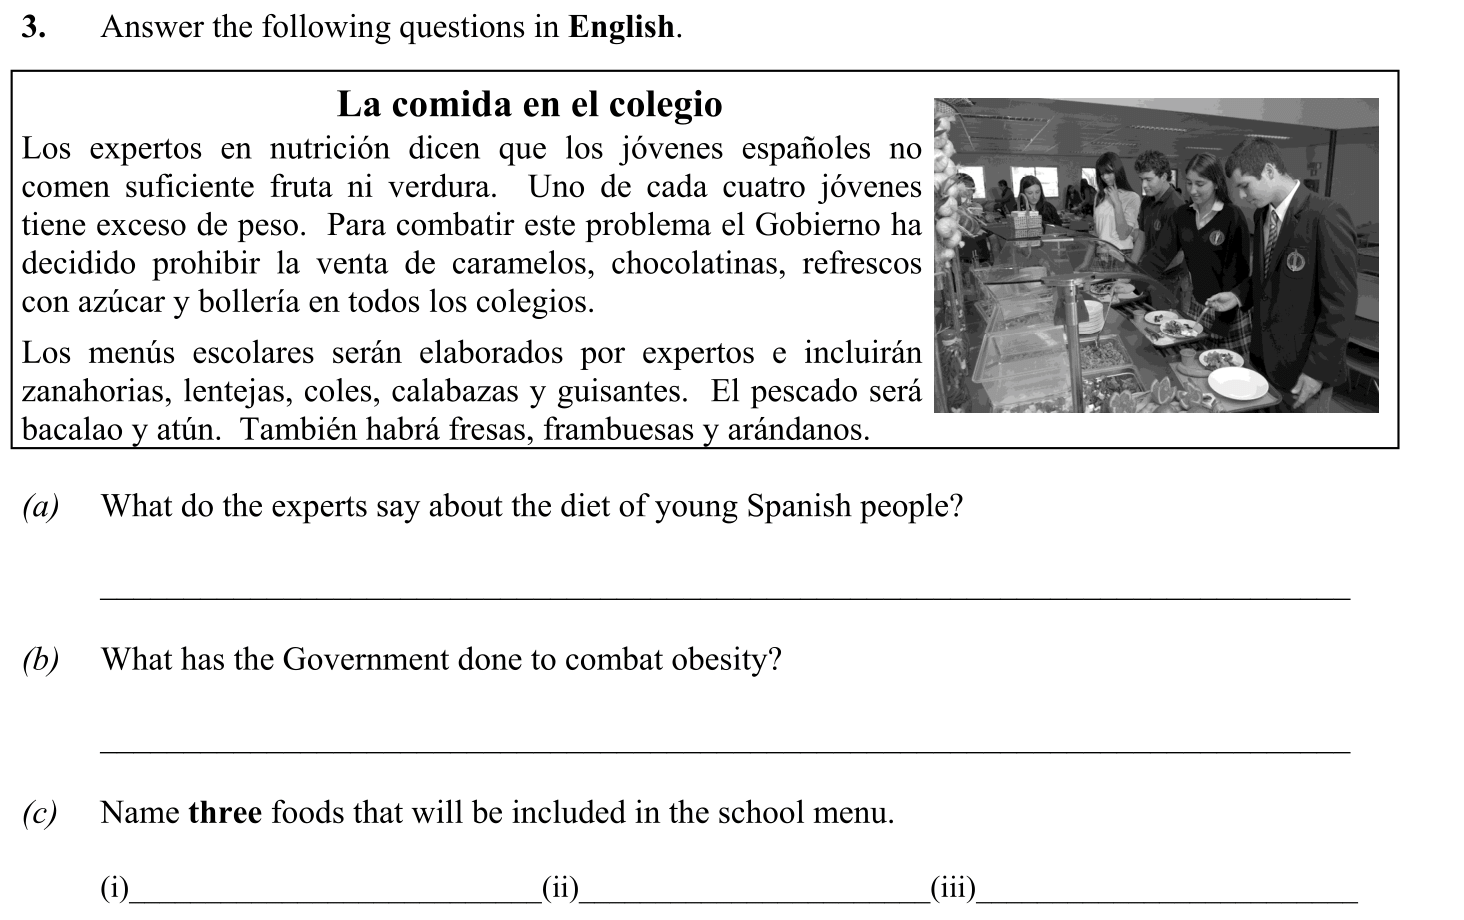 3. Answer the following questions in English.
La comida en el colegio
Los expertos en nutrición dicen que los jóvenes españoles no
comen suficiente fruta ni verdura. Uno de cada cuatro jóvenes
tiene exceso de peso. Para combatir este problema el Gobierno ha
decidido prohibir la venta de caramelos, chocolatinas, refrescos
con azúcar y bollería en todos los colegios.
Los menús escolares serán elaborados por expertos e incluirán
zanahorias, lentejas, coles, calabazas y guisantes. El pescado será
bacalao y atún. También habrá fresas, frambuesas y arándanos.
(a) What do the experts say about the diet of young Spanish people?
(b) What has the Government done to combat obesity?
(c) Name three foods that will be included in the school menu.
(i)____________(ii)____________(iii)____________